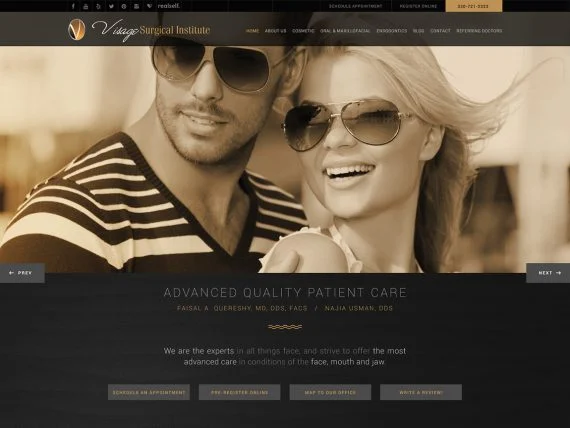 realself.
SCHEDULE APPOINTMENT
REGISTER ONLINE
330-721-2323
Visage Surgical Institute
HOME ABOUT US COSMETIC ORAL & MAXILLOFACIAL ENDODONTICS BLOG CONTACT REFERRING DOCTORS
← PREV
NEXT →
ADVANCED QUALITY PATIENT CARE
FAISAL A. QUERESHY, MD, DDS, FACS / NAJIA USMAN, DDS
We are the experts in all things face, and strive to offer the most
advanced care in conditions of the face, mouth and jaw.
SCHEDULE AN APPOINTMENT
PRE-REGISTER ONLINE
MAP TO OUR OFFICE
WRITE A REVIEW!